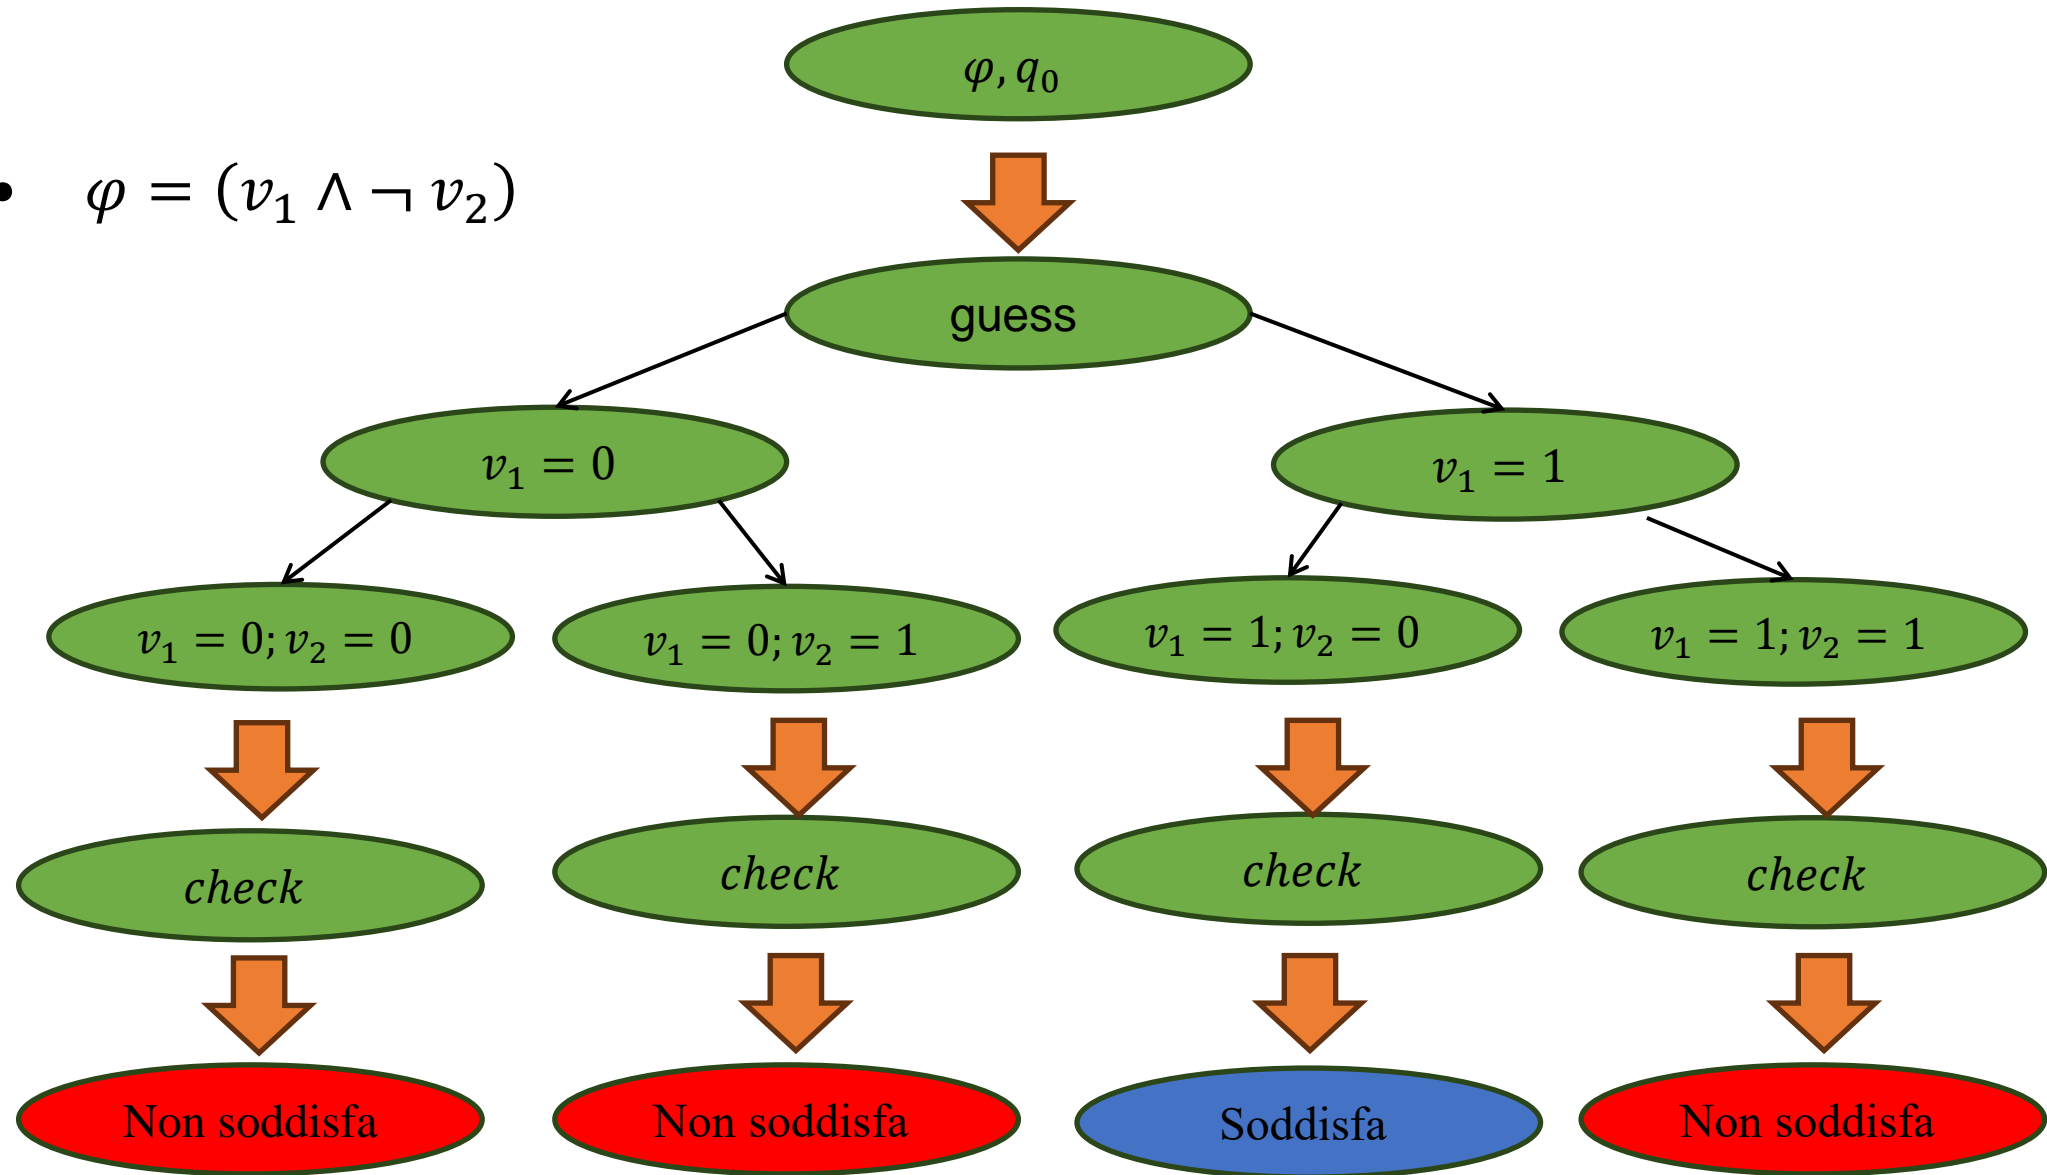 φ, q₀
• φ = (v₁ ∧ ¬ v₂)
guess
v₁ = 0
v₁ = 1
v₁ = 0; v₂ = 0
v₁ = 0; v₂ = 1
v₁ = 1; v₂ = 0
v₁ = 1; v₂ = 1
check
check
check
check
Non soddisfa
Non soddisfa
Soddisfa
Non soddisfa